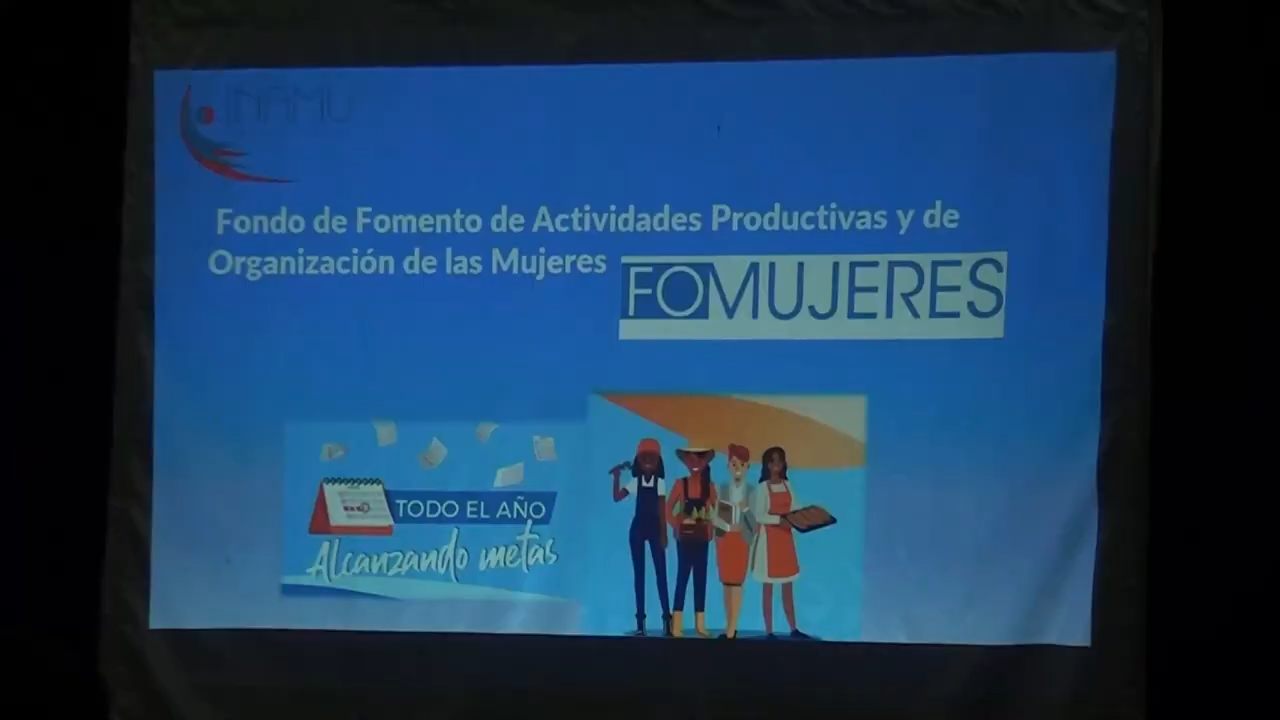 INAMU
Fondo de Fomento de Actividades Productivas y de
Organización de las Mujeres
FOMUJERES
TODO EL AÑO
Alcanzando metas